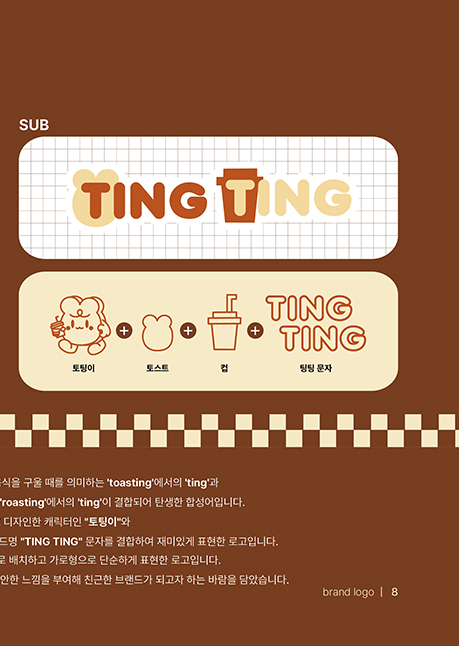 SUB
TING TING
TING
TING
토팅이
토스트
컵
팅팅 문자
음식을 구울 때를 의미하는 'toasting'에서의 'ting'과
'roasting'에서의 'ting'이 결합되어 탄생한 합성어입니다.
디자인한 캐릭터인 "토팅이"와
드명 "TING TING" 문자를 결합하여 재미있게 표현한 로고입니다.
로 배치하고 가로형으로 단순하게 표현한 로고입니다.
안한 느낌을 부여해 친근한 브랜드가 되고자 하는 바람을 담았습니다.
brand logo | 8